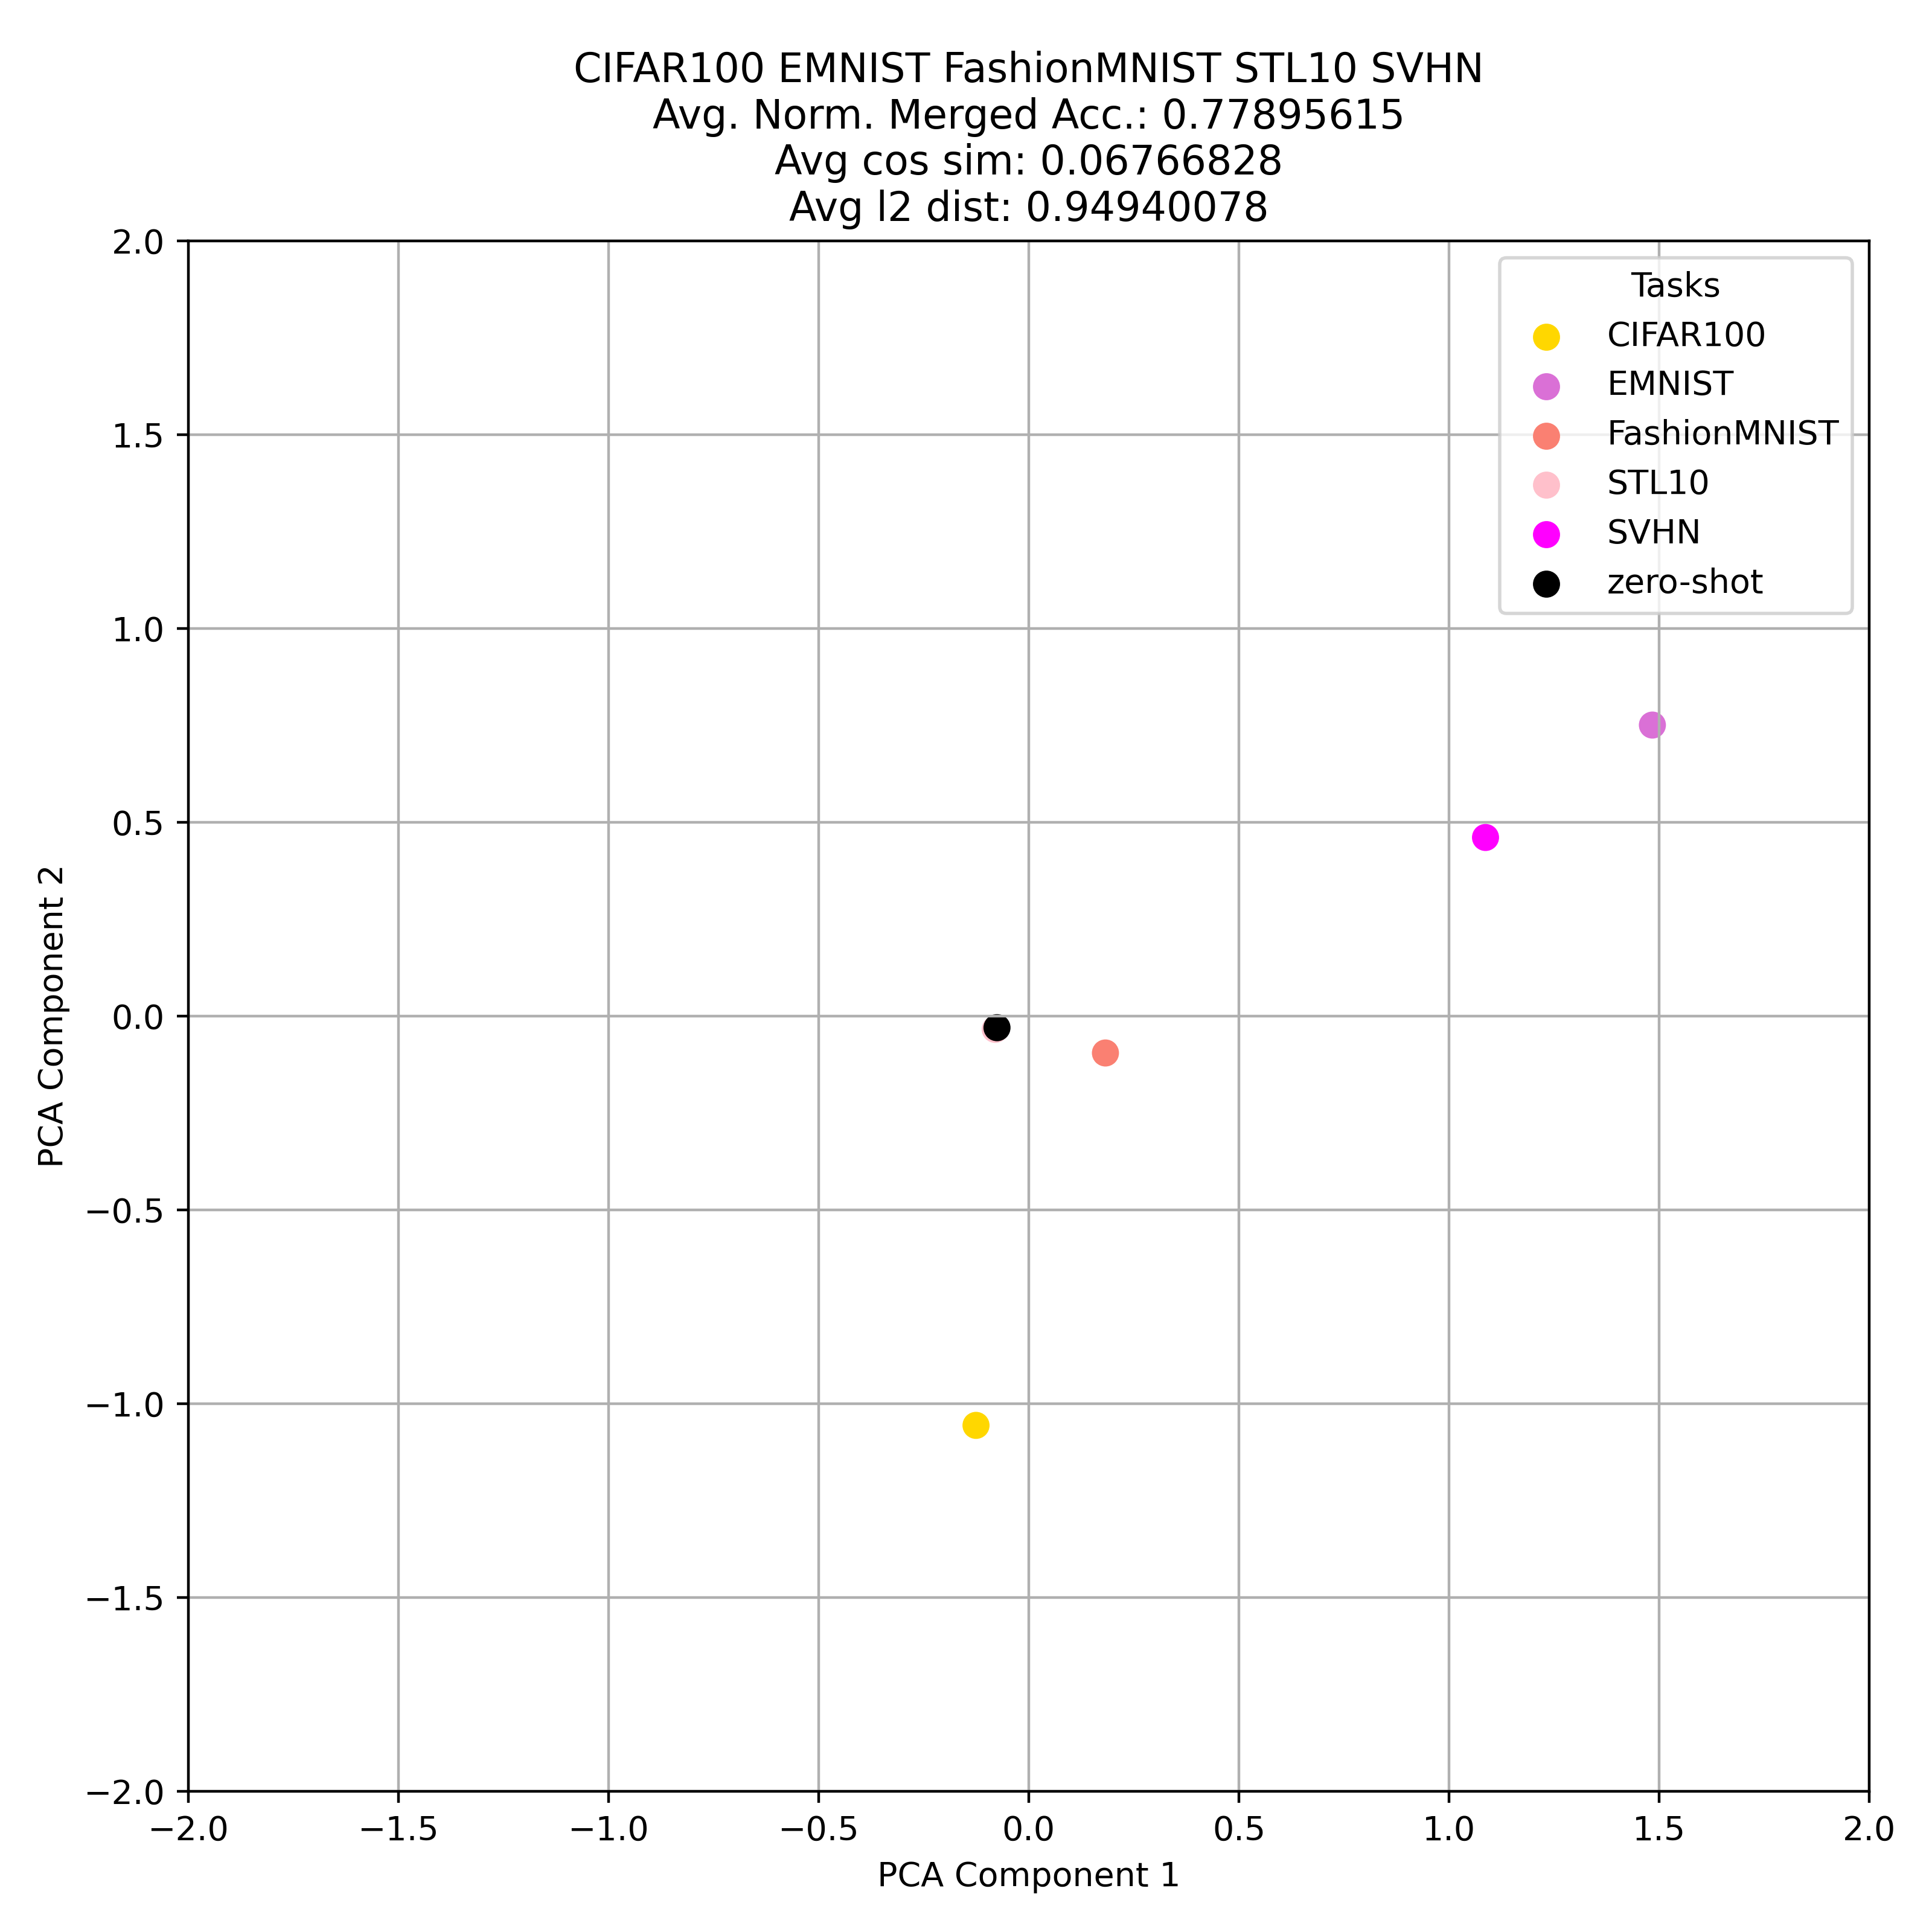 CIFAR100 EMNIST FashionMNIST STL10 SVHN
Avg. Norm. Merged Acc.: 0.77895615
Avg cos sim: 0.06766828
Avg l2 dist: 0.94940078
Tasks
CIFAR100
EMNIST
FashionMNIST
STL10
SVHN
zero-shot
2.0
1.5
1.0
0.5
0.0
−0.5
−1.0
−1.5
−2.0
PCA Component 2
−2.0 −1.5 −1.0 −0.5 0.0 0.5 1.0 1.5 2.0
PCA Component 1